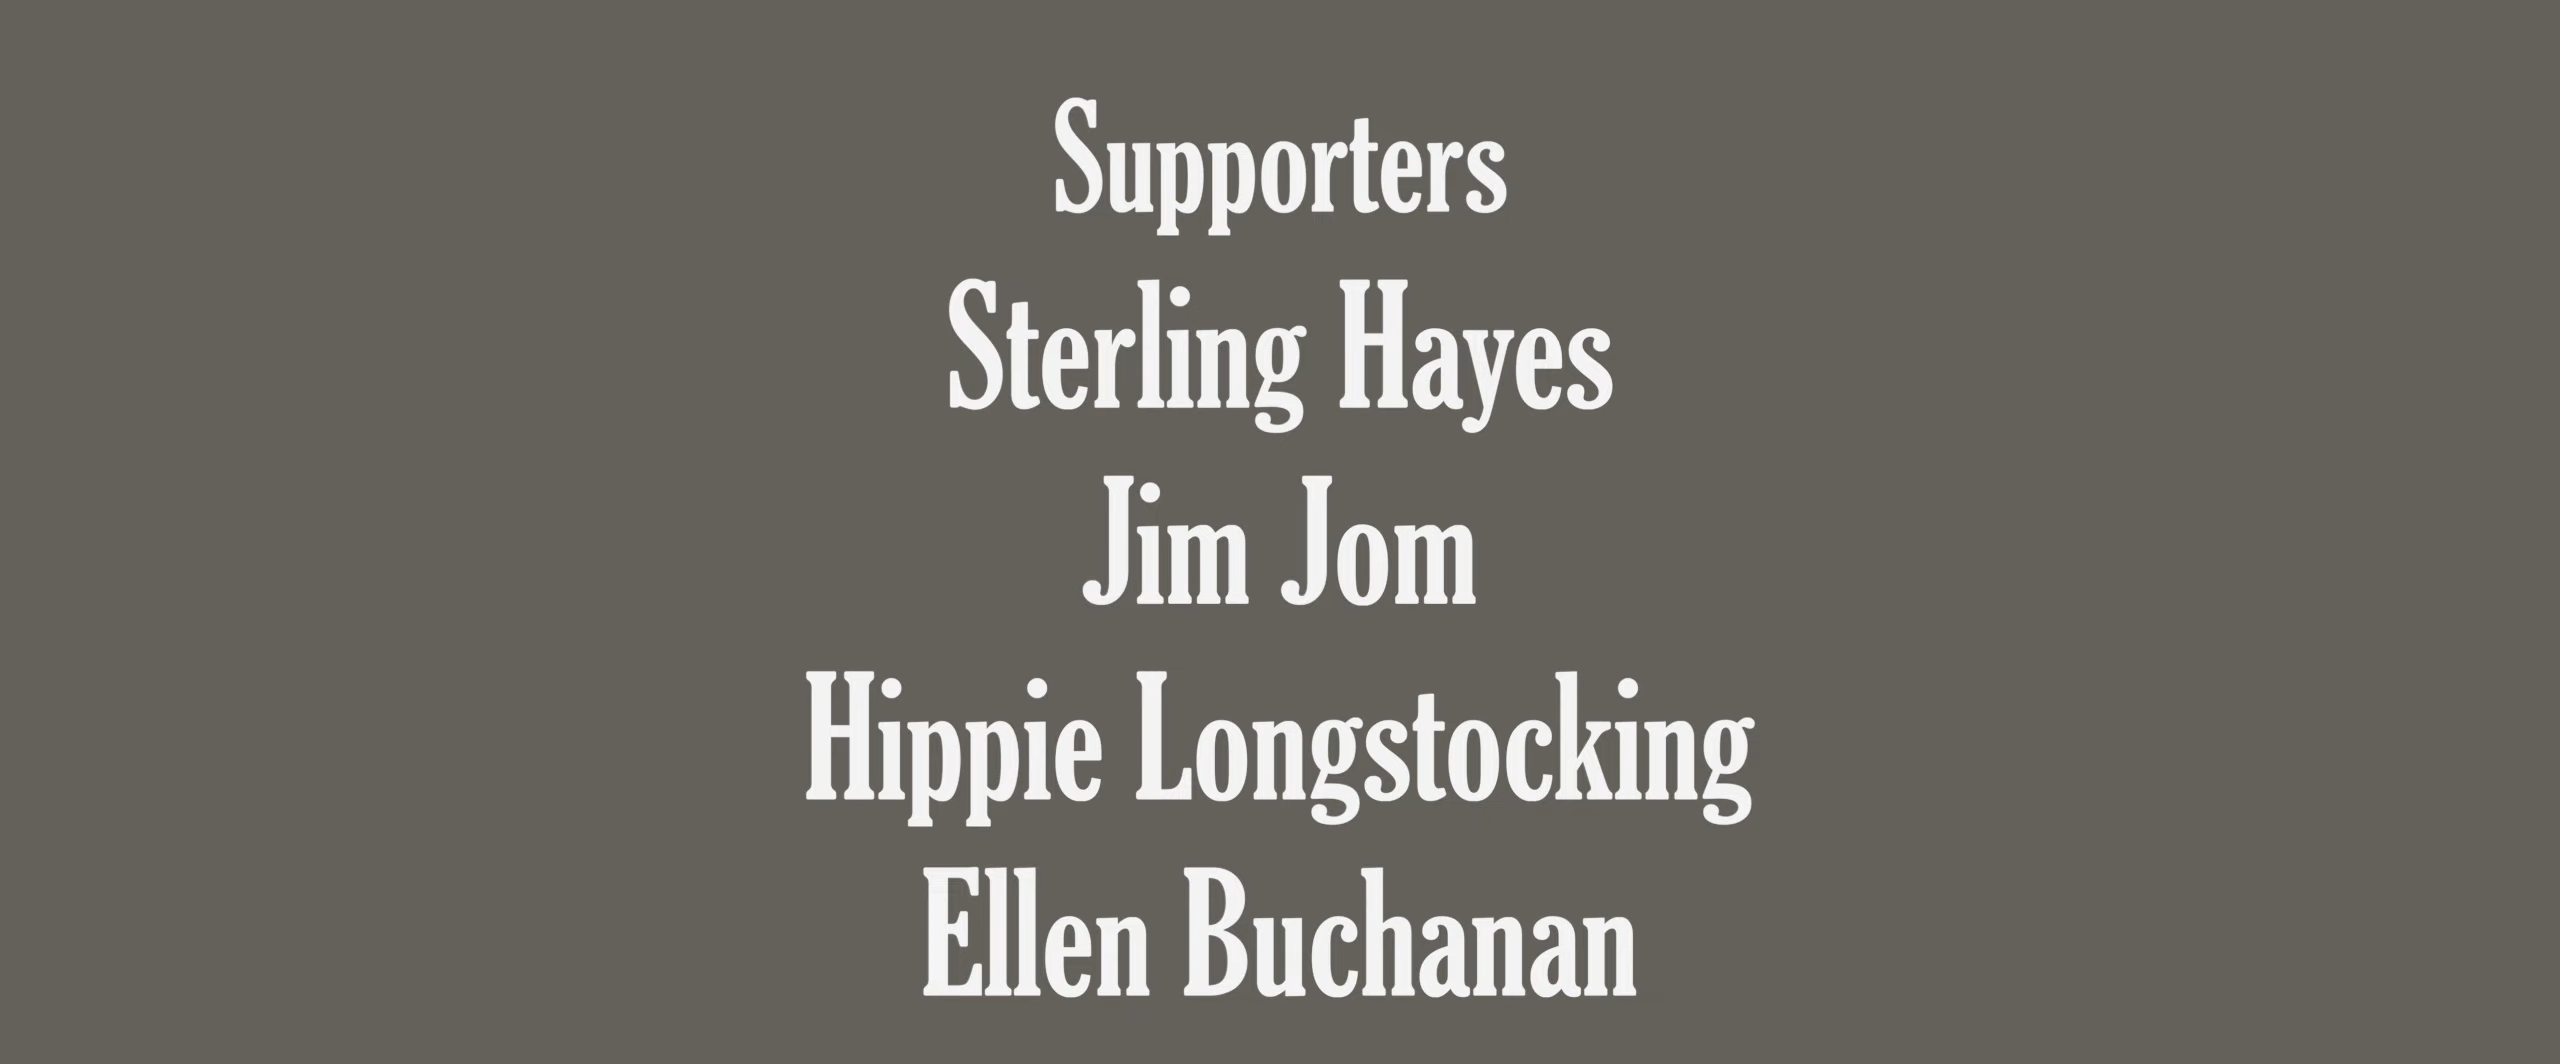 Supporters
Sterling Hayes
Jim Jom
Hippie Longstocking
Ellen Buchanan